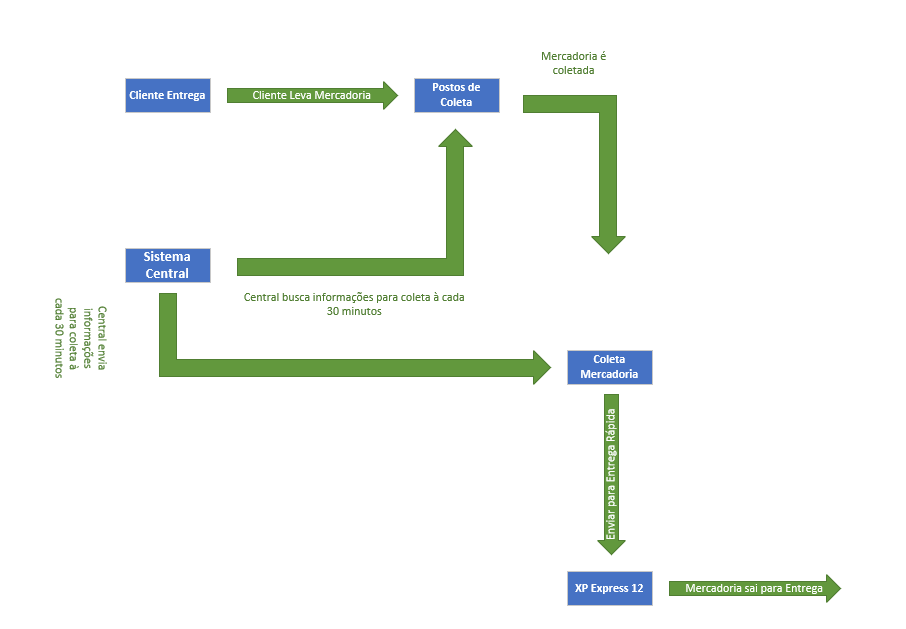 Mercadoria é
coletada
Cliente Entrega
Cliente Leva Mercadoria
Postos de
Coleta
Sistema
Central
Central busca informações para coleta à cada
30 minutos
Central envia
informações
para coleta à
cada 30 minutos
Coleta
Mercadoria
Enviar para Entrega Rápida
XP Express 12
Mercadoria sai para Entrega